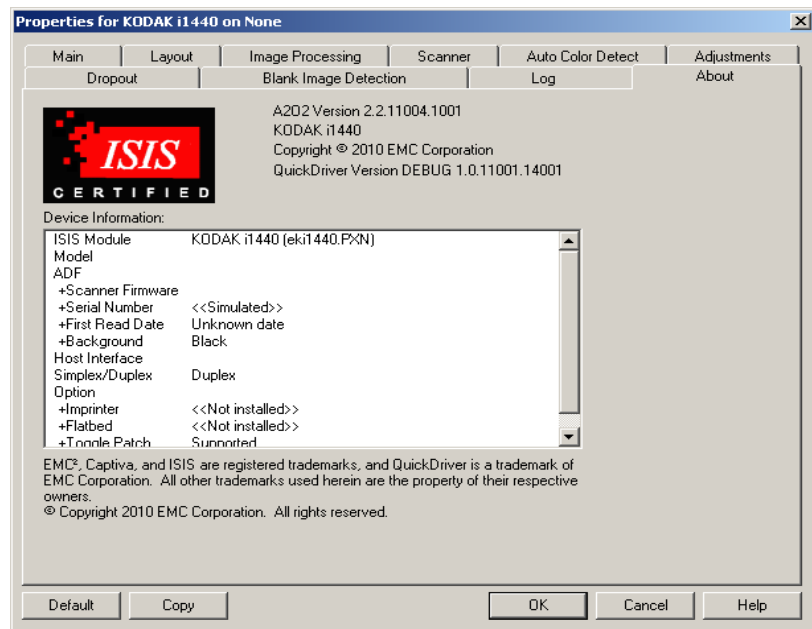 Properties for KODAK i1440 on None
Main Layout Image Processing Scanner Auto Color Detect Adjustments
Dropout Blank Image Detection Log About
ISIS
CERTIFIED
A2O2 Version 2.2.11004.1001
KODAK i1440
Copyright © 2010 EMC Corporation
QuickDriver Version DEBUG 1.0.11001.14001
Device Information:
ISIS Module KODAK i1440 (eki1440.PXN)
Model
ADF
+Scanner Firmware
+Serial Number <<Simulated>>
+First Read Date Unknown date
+Background Black
Host Interface
Simplex/Duplex Duplex
Option
+Imprinter <<Not installed>>
+Flatbed <<Not installed>>
+Toggle Patch Supported
EMC², Captiva, and ISIS are registered trademarks, and QuickDriver is a trademark of
EMC Corporation. All other trademarks used herein are the property of their respective
owners.
© Copyright 2010 EMC Corporation. All rights reserved.
Default Copy OK Cancel Help